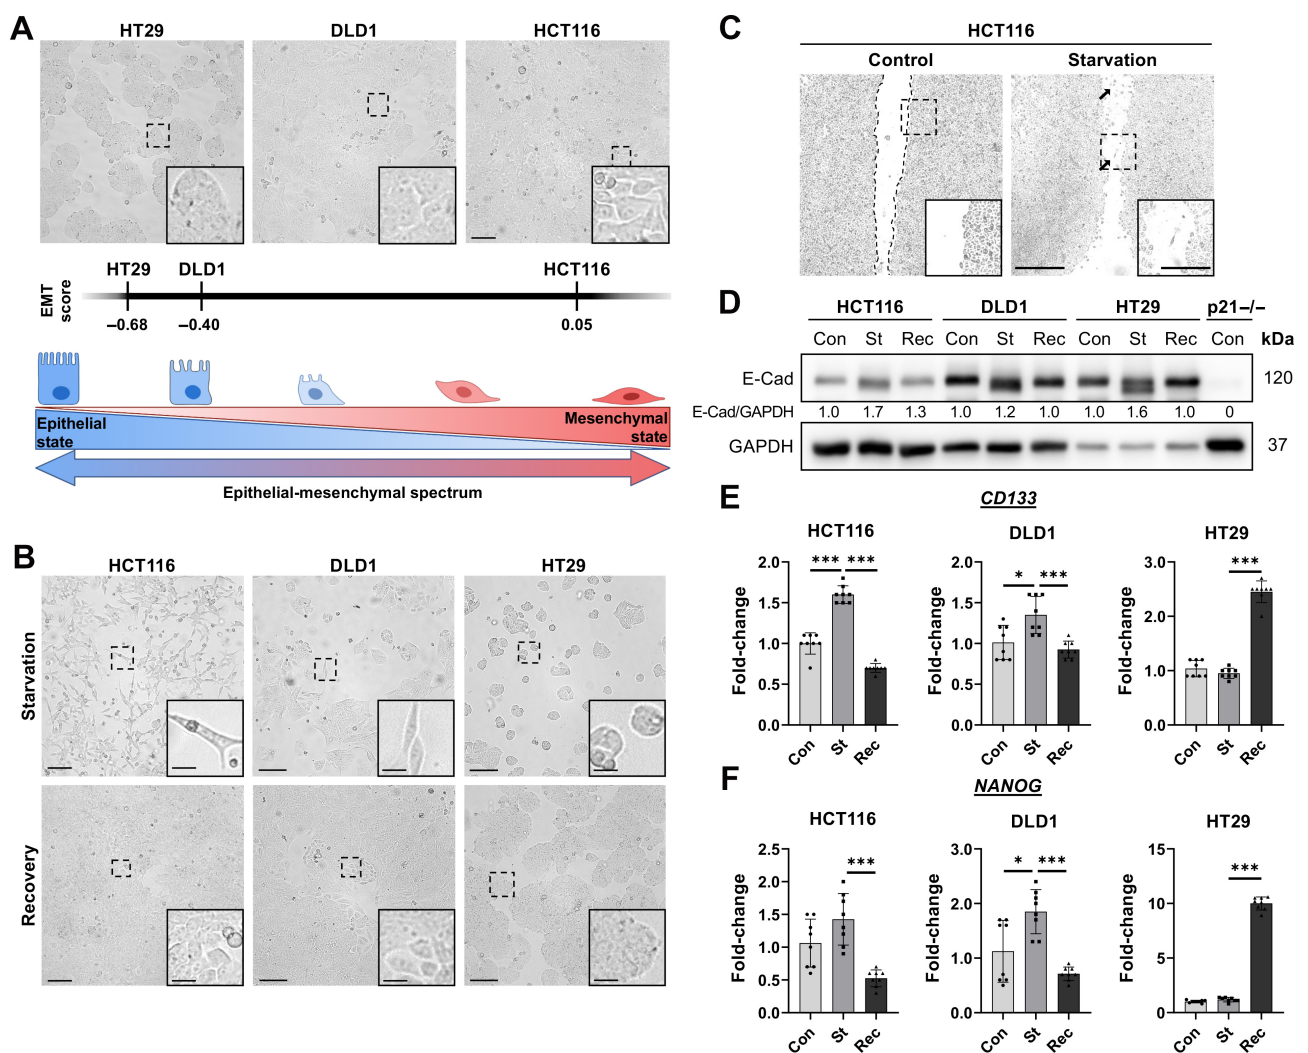 A
HT29 DLD1 HCT116
EMT score
HT29 DLD1 HCT116
–0.68 –0.40 0.05
Epithelial state
Mesenchymal state
Epithelial-mesenchymal spectrum
B
HCT116 DLD1 HT29
Starvation
Recovery
C
HCT116
Control Starvation
D
HCT116 DLD1 HT29 p21–/–
Con St Rec Con St Rec Con St Rec Con kDa
E-Cad 120
E-Cad/GAPDH 1.0 1.7 1.3 1.0 1.2 1.0 1.0 1.6 1.0 0
GAPDH 37
E
CD133
HCT116
Fold-change
2.0
1.5
1.0
0.5
0.0
*** ***
Con St Rec
DLD1
Fold-change
2.0
1.5
1.0
0.5
0.0
* ***
Con St Rec
HT29
Fold-change
3.0
2.0
1.0
0.0
***
Con St Rec
F
NANOG
HCT116
Fold-change
2.5
2.0
1.5
1.0
0.5
0.0
***
Con St Rec
DLD1
Fold-change
3.0
2.0
1.0
0.0
* ***
Con St Rec
HT29
Fold-change
15
10
5
0
***
Con St Rec